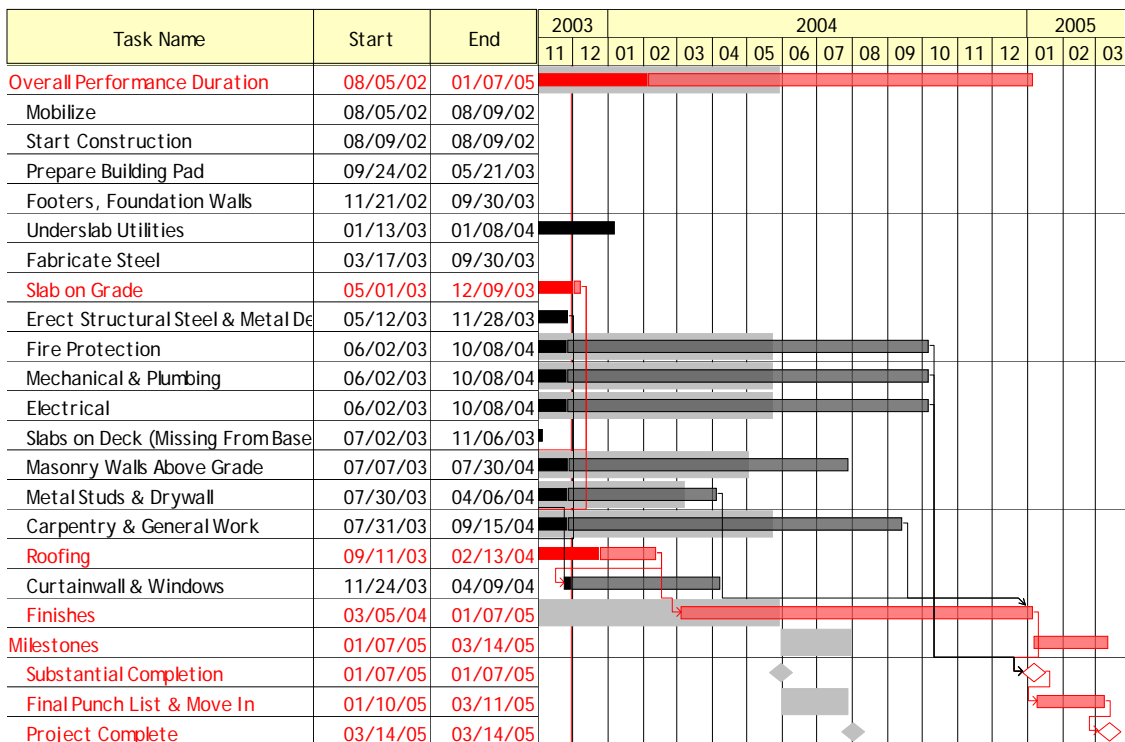 Task Name Start End 2003 2004 2005
11 12 01 02 03 04 05 06 07 08 09 10 11 12 01 02 03
Overall Performance Duration 08/05/02 01/07/05
Mobilize 08/05/02 08/09/02
Start Construction 08/09/02 08/09/02
Prepare Building Pad 09/24/02 05/21/03
Footers, Foundation Walls 11/21/02 09/30/03
Underslab Utilities 01/13/03 01/08/04
Fabricate Steel 03/17/03 09/30/03
Slab on Grade 05/01/03 12/09/03
Erect Structural Steel & Metal De 05/12/03 11/28/03
Fire Protection 06/02/03 10/08/04
Mechanical & Plumbing 06/02/03 10/08/04
Electrical 06/02/03 10/08/04
Slabs on Deck (Missing From Base 07/02/03 11/06/03
Masonry Walls Above Grade 07/07/03 07/30/04
Metal Studs & Drywall 07/30/03 04/06/04
Carpentry & General Work 07/31/03 09/15/04
Roofing 09/11/03 02/13/04
Curtainwall & Windows 11/24/03 04/09/04
Finishes 03/05/04 01/07/05
Milestones 01/07/05 03/14/05
Substantial Completion 01/07/05 01/07/05
Final Punch List & Move In 01/10/05 03/11/05
Project Complete 03/14/05 03/14/05